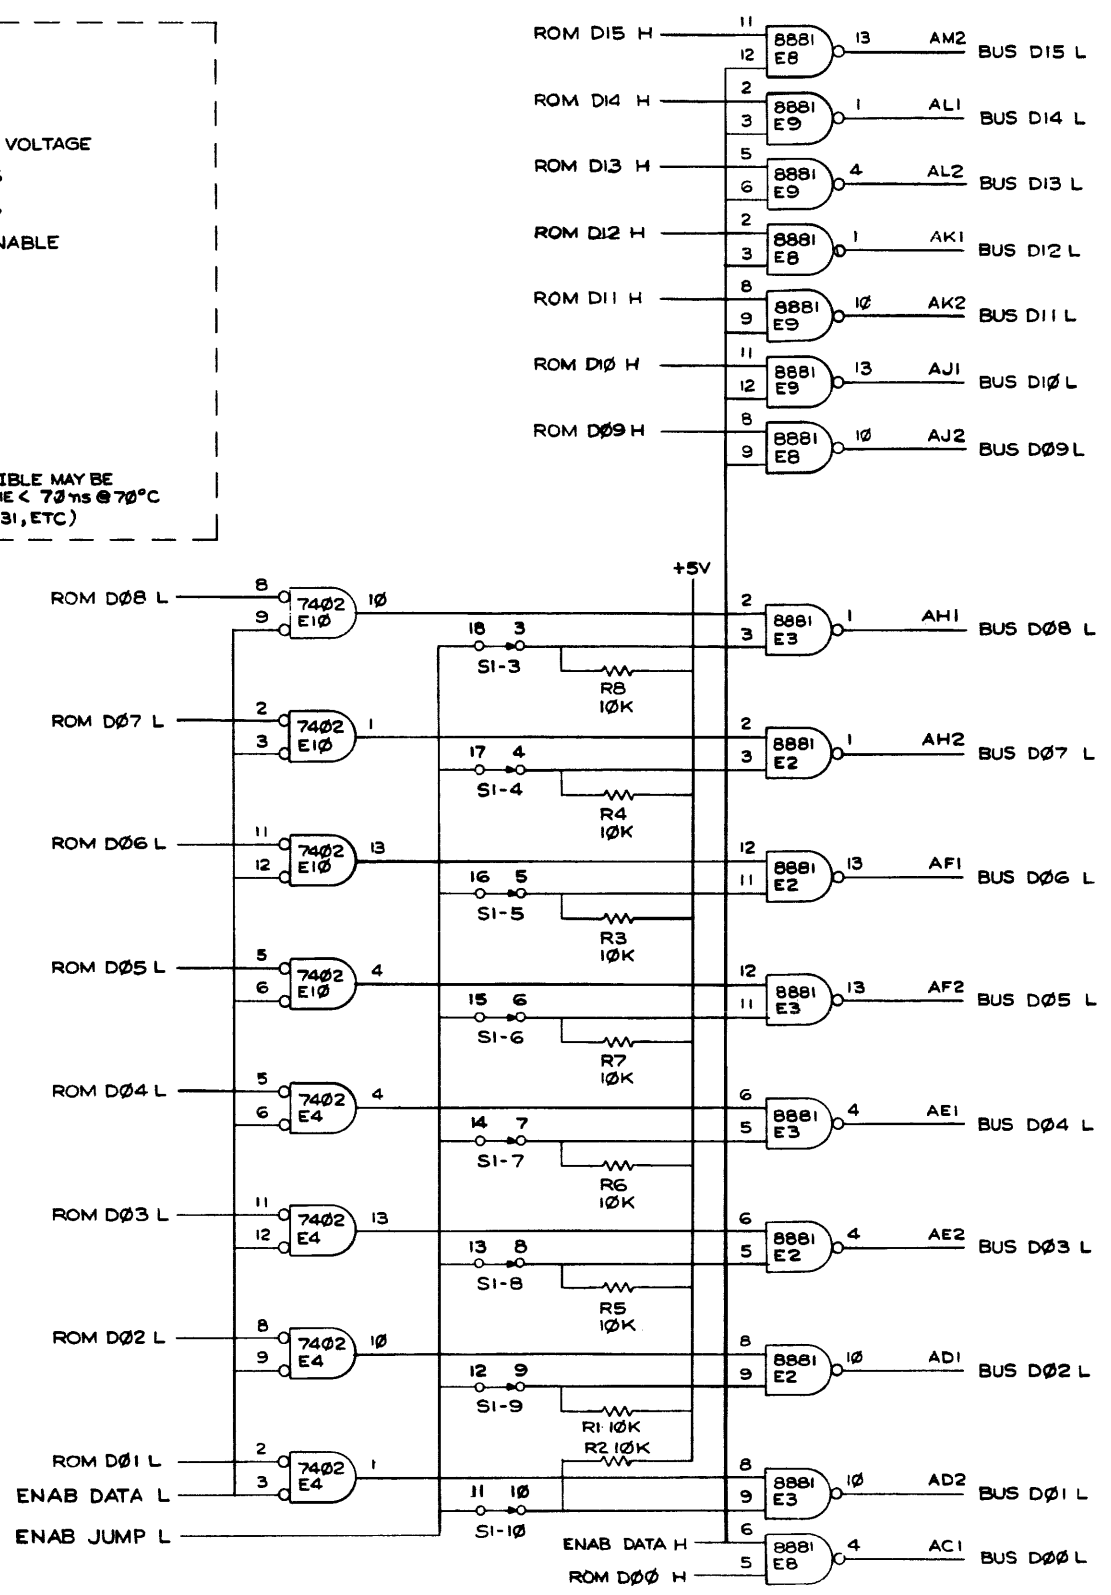 VOLTAGE
NABLE
IBLE MAY BE
IE < 70 ns @ 70°C
31, ETC)
ROM D15 H 11 12 8881 E8 13 AM2 BUS D15 L
ROM D14 H 2 3 8881 E9 1 AL1 BUS D14 L
ROM D13 H 5 6 8881 E9 4 AL2 BUS D13 L
ROM D12 H 2 3 8881 E8 1 AK1 BUS D12 L
ROM D11 H 8 9 8881 E9 1Ø AK2 BUS D11 L
ROM D1Ø H 11 12 8881 E9 13 AJ1 BUS D1Ø L
ROM DØ9 H 8 9 8881 E8 1Ø AJ2 BUS DØ9 L
+5V
ROM DØ8 L 8 9 7402 E1Ø 1Ø 2 3 8881 E3 1 AH1 BUS DØ8 L
18 3
S1-3
R8
1ØK
ROM DØ7 L 2 3 74Ø2 E1Ø 1 2 3 8881 E2 1 AH2 BUS DØ7 L
17 4
S1-4
R4
1ØK
ROM DØ6 L 11 12 74Ø2 E1Ø 13 12 11 8881 E2 13 AF1 BUS DØ6 L
16 5
S1-5
R3
1ØK
ROM DØ5 L 5 6 74Ø2 E1Ø 4 12 11 8881 E3 13 AF2 BUS DØ5 L
15 6
S1-6
R7
1ØK
ROM DØ4 L 5 6 74Ø2 E4 4 6 5 8881 E3 4 AE1 BUS DØ4 L
14 7
S1-7
R6
1ØK
ROM DØ3 L 11 12 74Ø2 E4 13 6 5 8881 E2 4 AE2 BUS DØ3 L
13 8
S1-8
R5
1ØK
ROM DØ2 L 8 9 74Ø2 E4 1Ø 8 9 8881 E2 1Ø AD1 BUS DØ2 L
12 9
S1-9
R1 1ØK
R2 1ØK
ROM DØ1 L 2 3 74Ø2 E4 1 8 9 8881 E3 1Ø AD2 BUS DØ1 L
ENAB DATA L
11 1Ø
S1-1Ø
ENAB JUMP L
ENAB DATA H 6 8881 E8 4 AC1 BUS DØØ L
ROM DØØ H 5